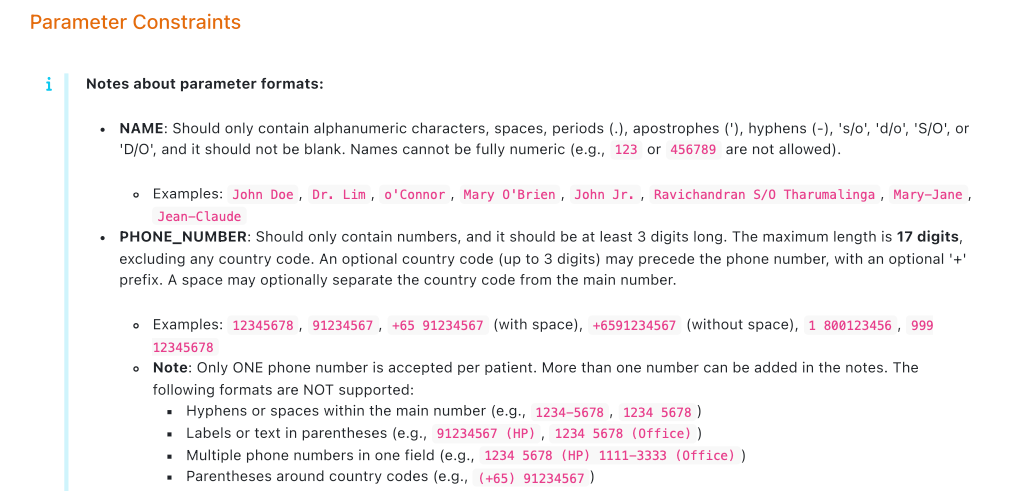 Parameter Constraints
i
Notes about parameter formats:
• NAME: Should only contain alphanumeric characters, spaces, periods (.), apostrophes ('), hyphens (-), 's/o', 'd/o', 'S/O', or
'D/O', and it should not be blank. Names cannot be fully numeric (e.g., 123 or 456789 are not allowed).
◦ Examples: John Doe, Dr. Lim, o'Connor, Mary O'Brien, John Jr., Ravichandran S/O Tharumalinga, Mary-Jane,
Jean-Claude
• PHONE_NUMBER: Should only contain numbers, and it should be at least 3 digits long. The maximum length is 17 digits,
excluding any country code. An optional country code (up to 3 digits) may precede the phone number, with an optional '+'
prefix. A space may optionally separate the country code from the main number.
◦ Examples: 12345678, 91234567, +65 91234567 (with space), +6591234567 (without space), 1 800123456, 999
12345678
◦ Note: Only ONE phone number is accepted per patient. More than one number can be added in the notes. The
following formats are NOT supported:
▪ Hyphens or spaces within the main number (e.g., 1234-5678, 1234 5678)
▪ Labels or text in parentheses (e.g., 91234567 (HP), 1234 5678 (Office))
▪ Multiple phone numbers in one field (e.g., 1234 5678 (HP) 1111-3333 (Office))
▪ Parentheses around country codes (e.g., (+65) 91234567)